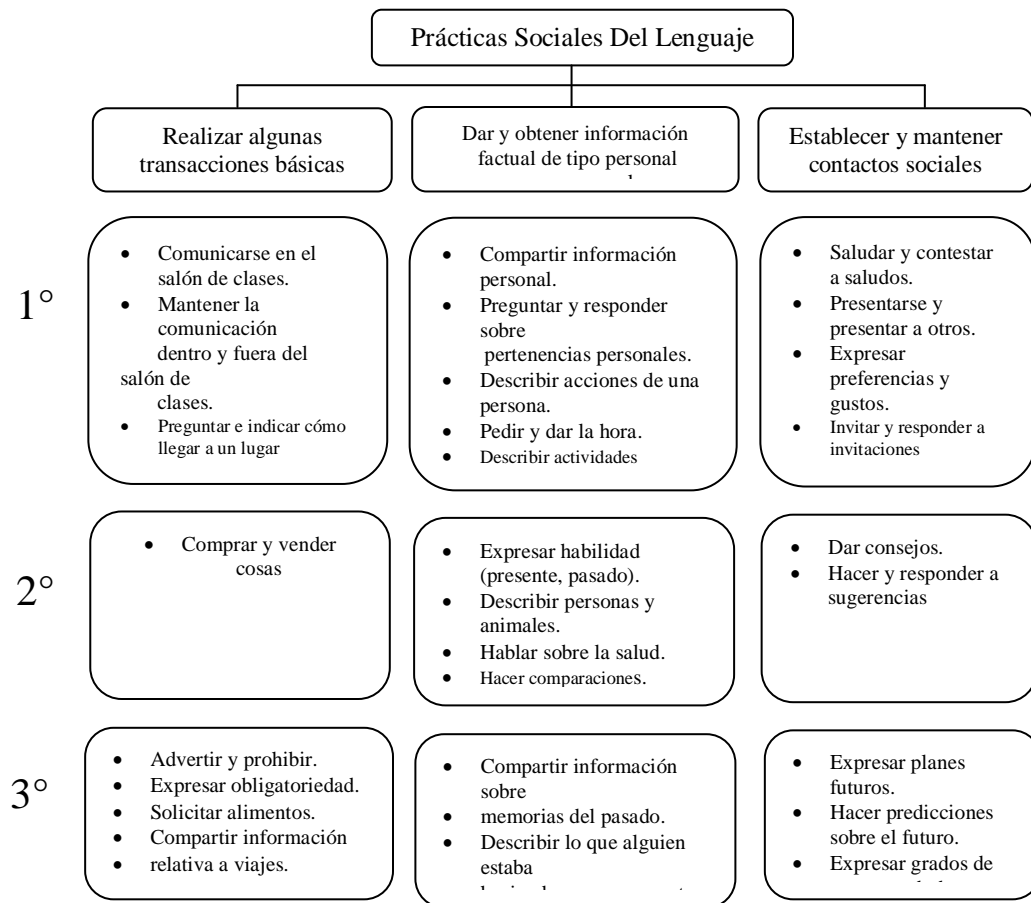 Prácticas Sociales Del Lenguaje
Realizar algunas
transacciones básicas
Dar y obtener información
factual de tipo personal
Establecer y mantener
contactos sociales
1°
• Comunicarse en el
salón de clases.
• Mantener la
comunicación
dentro y fuera del
salón de
clases.
• Preguntar e indicar cómo
llegar a un lugar
• Compartir información
personal.
• Preguntar y responder
sobre
pertenencias personales.
• Describir acciones de una
persona.
• Pedir y dar la hora.
• Describir actividades
• Saludar y contestar
a saludos.
• Presentarse y
presentar a otros.
• Expresar
preferencias y
gustos.
• Invitar y responder a
invitaciones
2°
• Comprar y vender
cosas
• Expresar habilidad
(presente, pasado).
• Describir personas y
animales.
• Hablar sobre la salud.
• Hacer comparaciones.
• Dar consejos.
• Hacer y responder a
sugerencias
3°
• Advertir y prohibir.
• Expresar obligatoriedad.
• Solicitar alimentos.
• Compartir información
• relativa a viajes.
• Compartir información
sobre
• memorias del pasado.
• Describir lo que alguien
estaba
• Expresar planes
futuros.
• Hacer predicciones
sobre el futuro.
• Expresar grados de